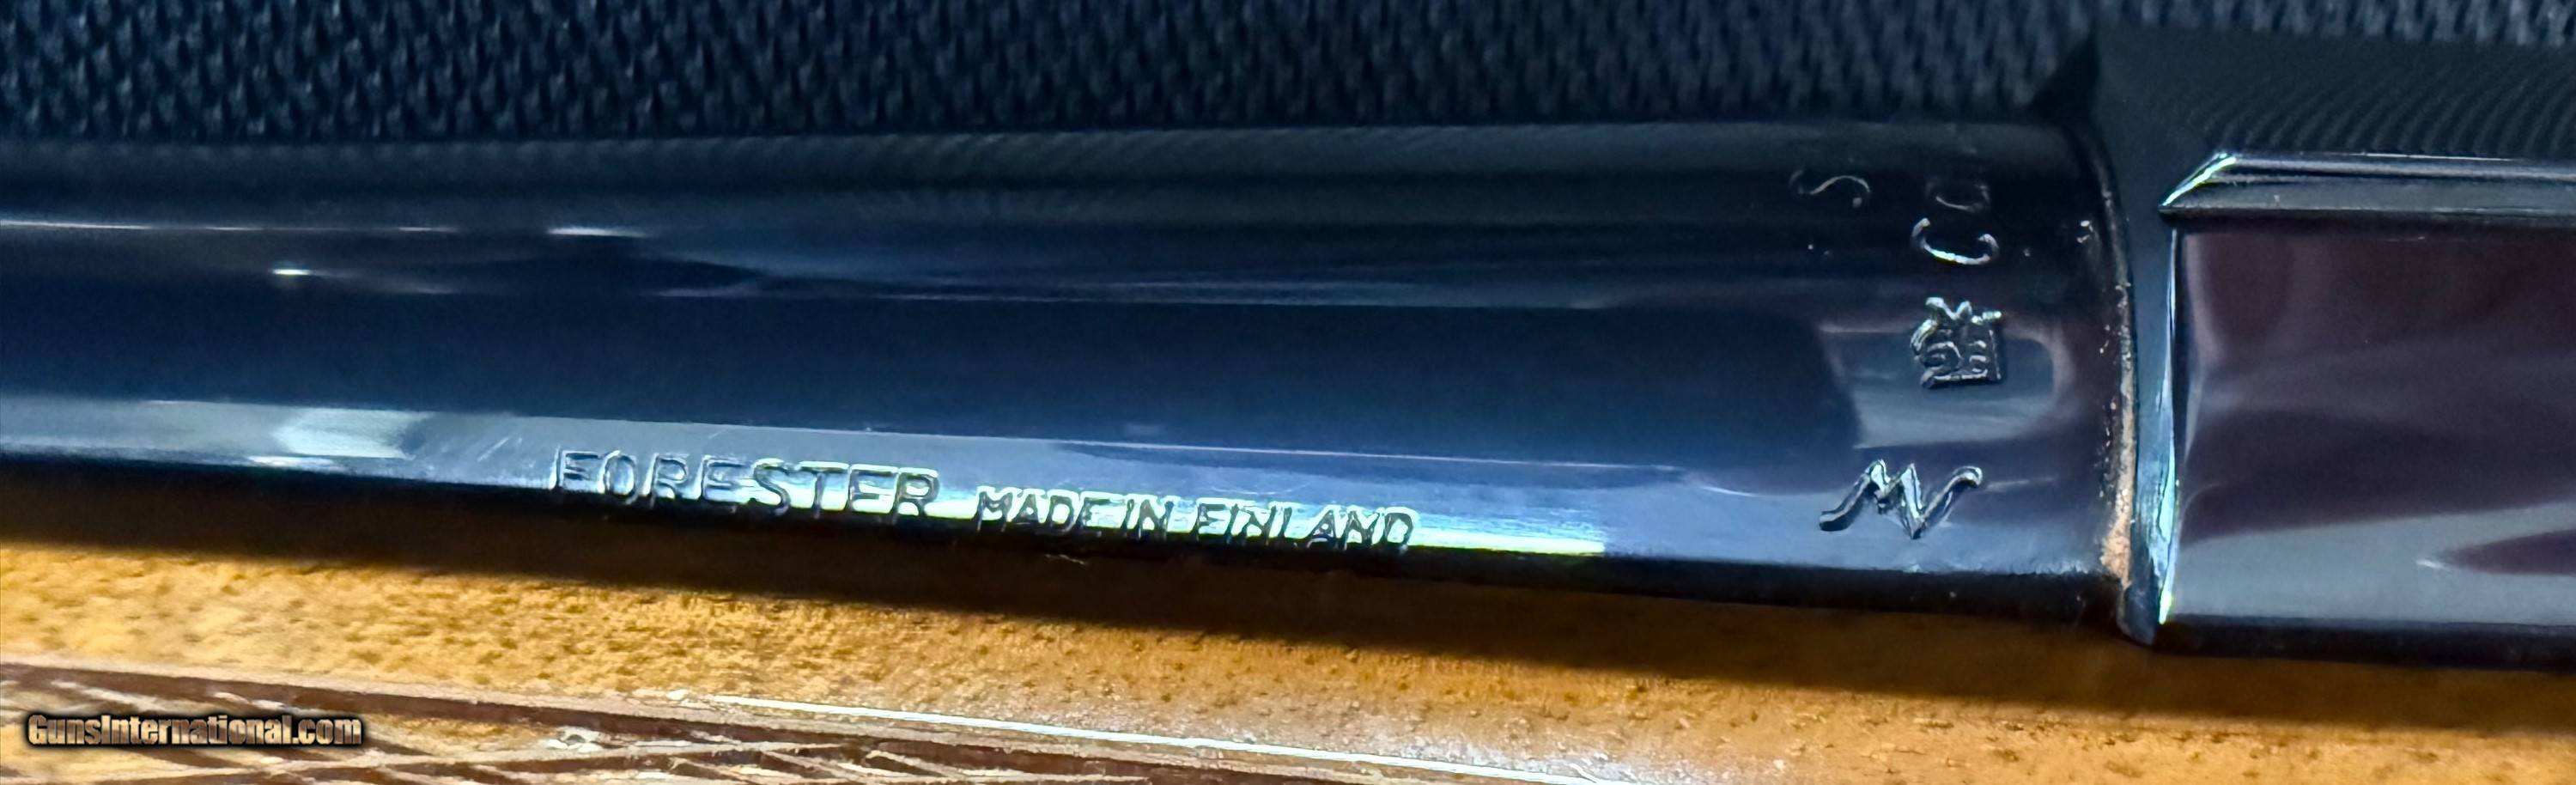 FORESTER MADE IN FINLAND
GunsInternational.com